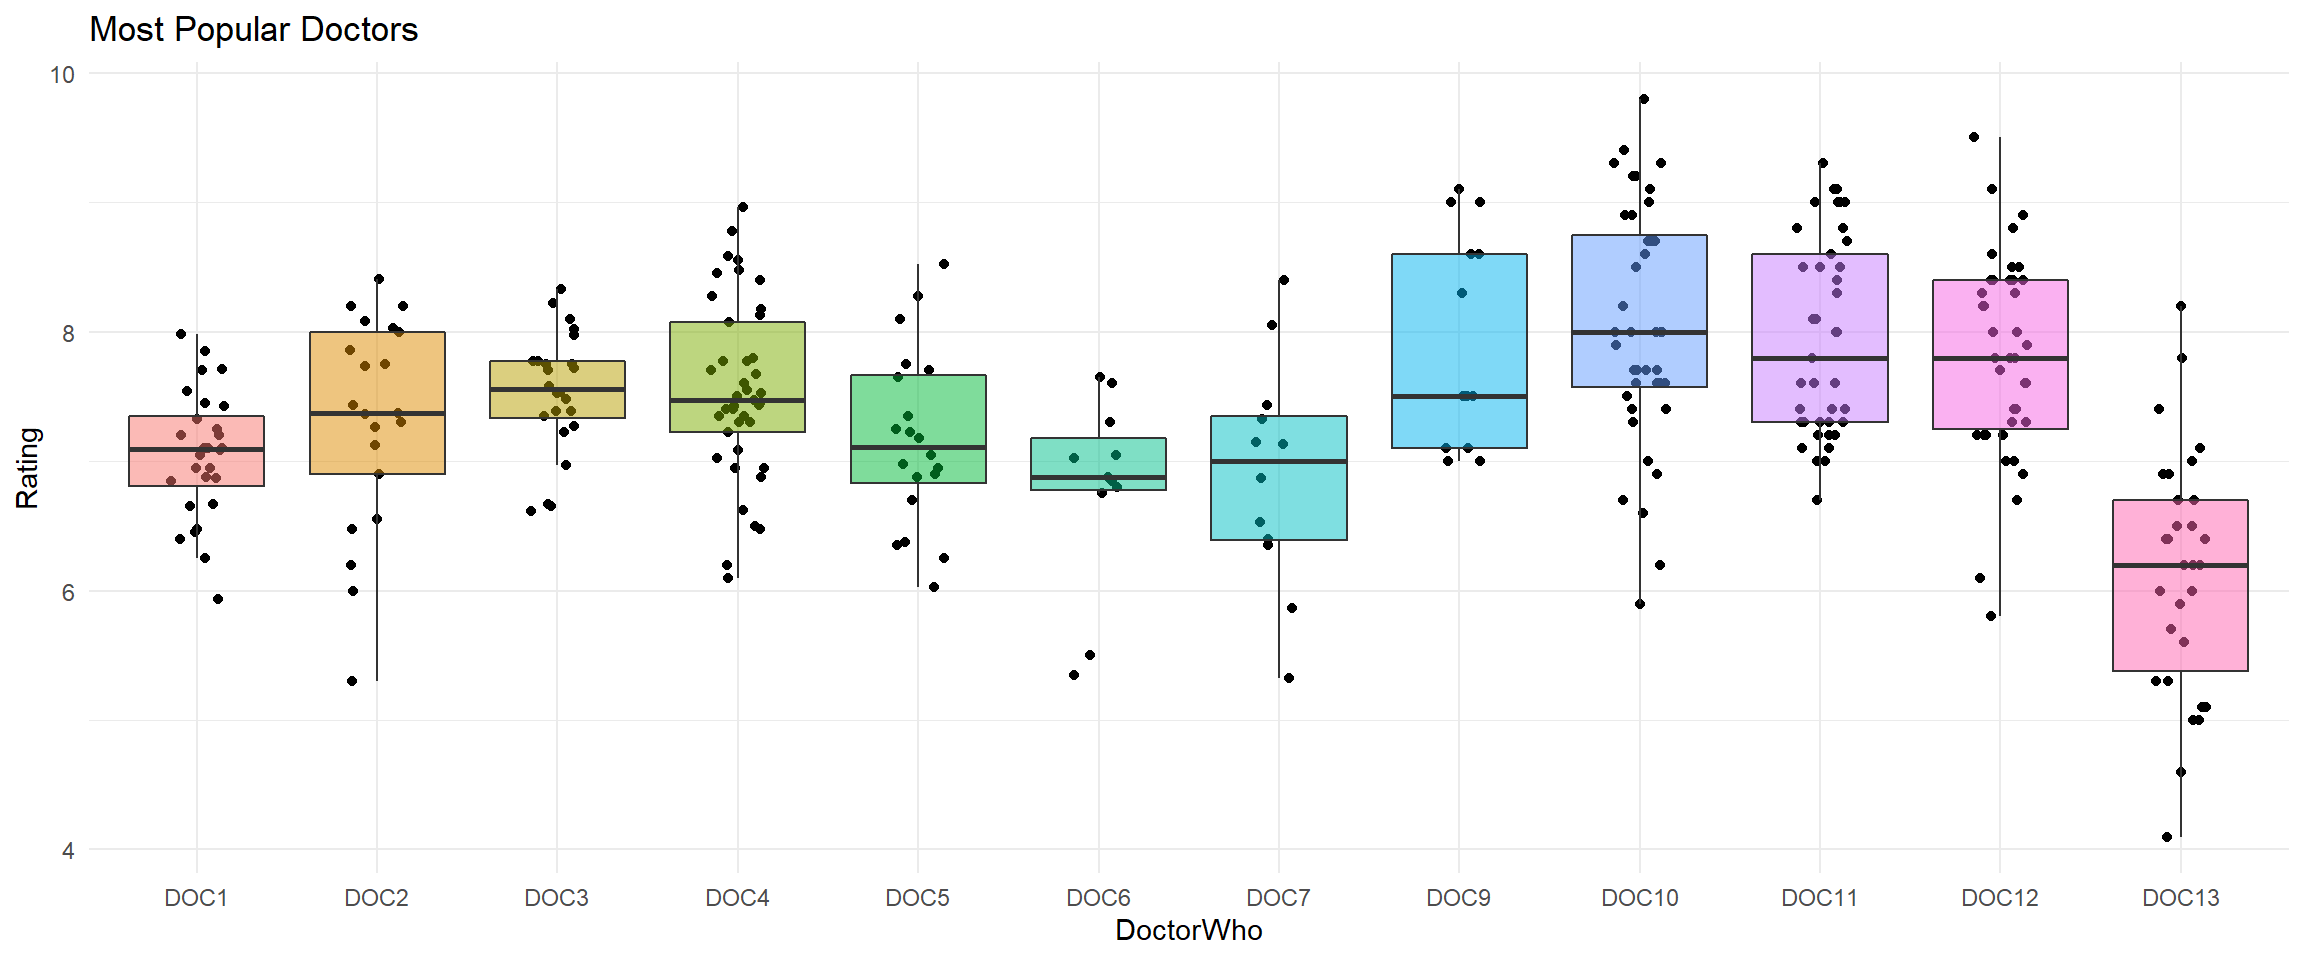 Most Popular Doctors
10
8
6
4
Rating
DOC1 DOC2 DOC3 DOC4 DOC5 DOC6 DOC7 DOC9 DOC10 DOC11 DOC12 DOC13
DoctorWho